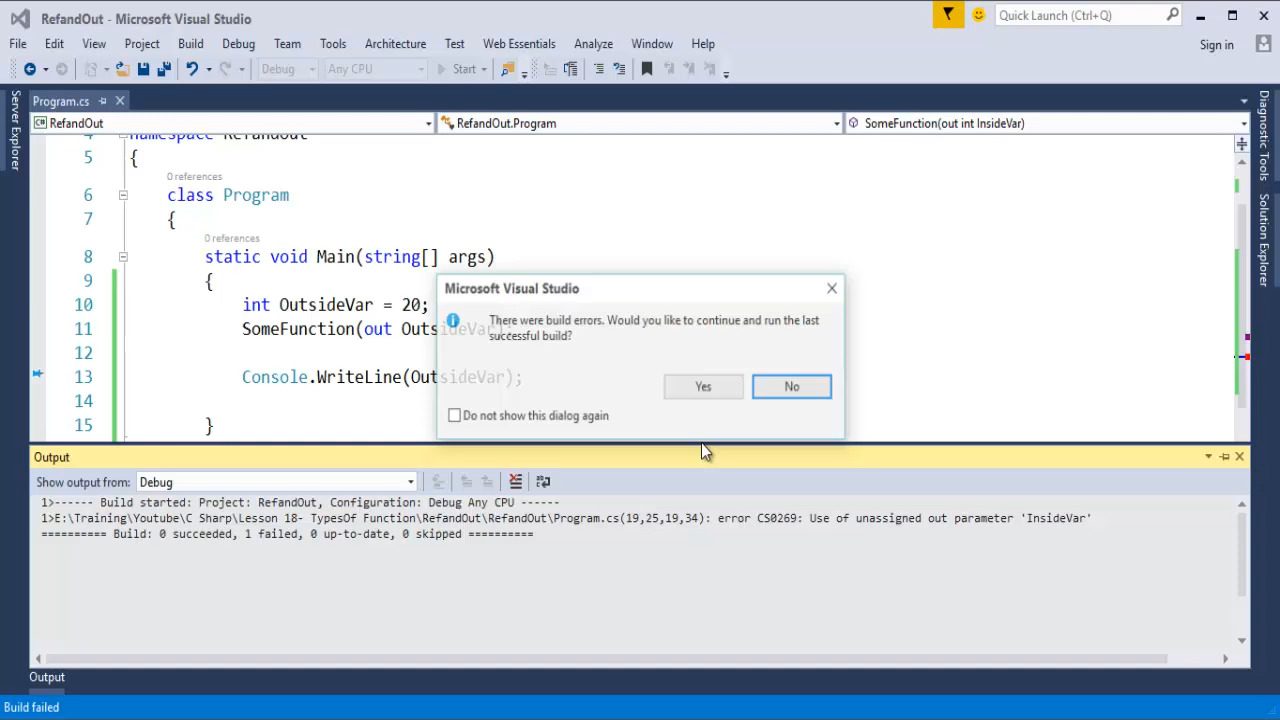 RefandOut - Microsoft Visual Studio
Quick Launch (Ctrl+Q)
File Edit View Project Build Debug Team Tools Architecture Test Web Essentials Analyze Window Help
Sign in
Debug Any CPU Start
Program.cs
RefandOut RefandOut.Program SomeFunction(out int InsideVar)
Server Explorer
Diagnostic Tools
Solution Explorer
4 namespace RefandOut
5 {
0 references
6 class Program
7 {
0 references
8 static void Main(string[] args)
9 {
10 int OutsideVar = 20;
11 SomeFunction(out OutsideVar);
12
13 Console.WriteLine(OutsideVar);
14
15 }
Microsoft Visual Studio
There were build errors. Would you like to continue and run the last
successful build?
Yes No
Do not show this dialog again
Output
Show output from: Debug
1>------ Build started: Project: RefandOut, Configuration: Debug Any CPU ------
1>E:\Training\Youtube\C Sharp\Lesson 18- TypesOf Function\RefandOut\RefandOut\Program.cs(19,25,19,34): error CS0269: Use of unassigned out parameter 'InsideVar'
========== Build: 0 succeeded, 1 failed, 0 up-to-date, 0 skipped ==========
Output
Build failed